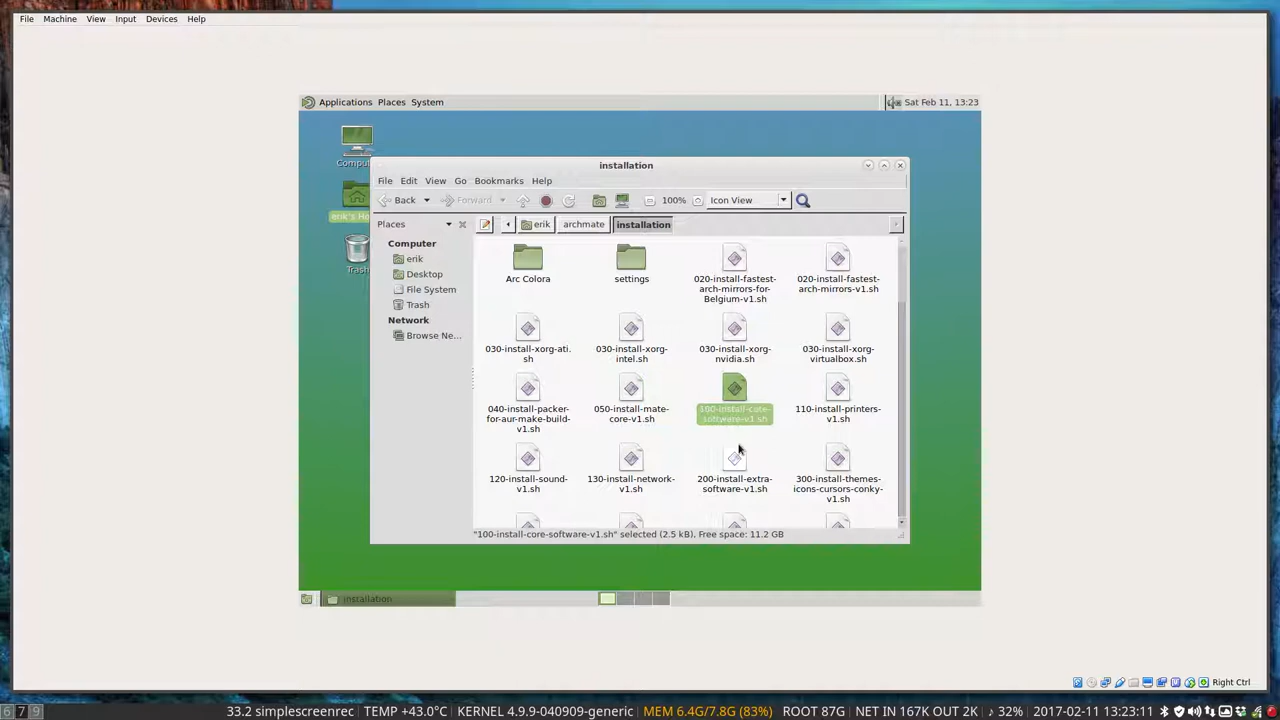 File Machine View Input Devices Help
Applications Places System Sat Feb 11, 13:23
Comput
erik's Ho
Trash
installation
File Edit View Go Bookmarks Help
Back Forward 100% Icon View
Places erik archmate installation
Computer
erik
Desktop
File System
Trash
Network
Browse Ne...
Arc Colora
settings
020-install-fastest-
arch-mirrors-for-
Belgium-v1.sh
020-install-fastest-
arch-mirrors-v1.sh
030-install-xorg-ati.
sh
030-install-xorg-
intel.sh
030-install-xorg-
nvidia.sh
030-install-xorg-
virtualbox.sh
040-install-packer-
for-aur-make-build-
v1.sh
050-install-mate-
core-v1.sh
100-install-core-
software-v1.sh
110-install-printers-
v1.sh
120-install-sound-
v1.sh
130-install-network-
v1.sh
200-install-extra-
software-v1.sh
300-install-themes-
icons-cursors-conky-
v1.sh
"100-install-core-software-v1.sh" selected (2.5 kB), Free space: 11.2 GB
installation
Right Ctrl
6 7 9 33.2 simplescreenrec TEMP +43.0°C KERNEL 4.9.9-040909-generic MEM 6.4G/7.8G (83%) ROOT 87G NET IN 167K OUT 2K ♪ 32% 2017-02-11 13:23:11